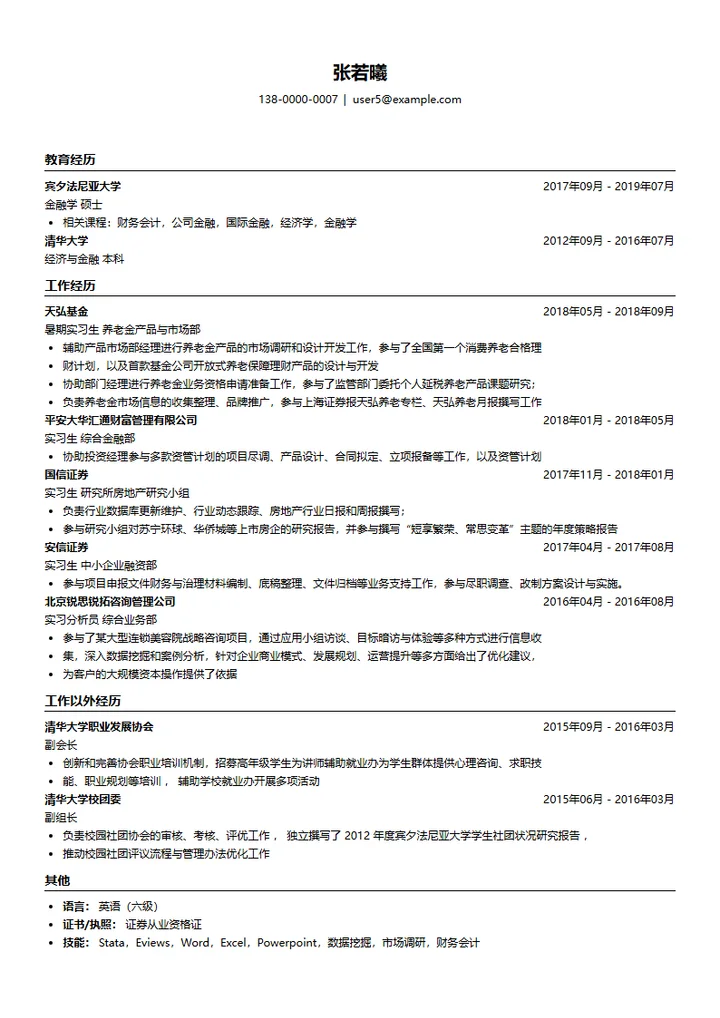 张若曦
138-0000-0007 | user5@example.com
教育经历
宾夕法尼亚大学 2017年09月 - 2019年07月
金融学 硕士
• 相关课程：财务会计，公司金融，国际金融，经济学，金融学
清华大学 2012年09月 - 2016年07月
经济与金融 本科
工作经历
天弘基金 2018年05月 - 2018年09月
暑期实习生 养老金产品与市场部
• 辅助产品市场部经理进行养老金产品的市场调研和设计开发工作，参与了全国第一个消费养老合格理
• 财计划，以及首款基金公司开放式养老保障理财产品的设计与开发
• 协助部门经理进行养老金业务资格申请准备工作，参与了监管部门委托个人延税养老产品课题研究；
• 负责养老金市场信息的收集整理、品牌推广，参与上海证券报天弘养老专栏、天弘养老月报撰写工作
平安大华汇通财富管理有限公司 2018年01月 - 2018年05月
实习生 综合金融部
• 协助投资经理参与多款资管计划的项目尽调、产品设计、合同拟定、立项报备等工作，以及资管计划
国信证券 2017年11月 - 2018年01月
实习生 研究所房地产研究小组
• 负责行业数据库更新维护、行业动态跟踪、房地产行业日报和周报撰写；
• 参与研究小组对苏宁环球、华侨城等上市房企的研究报告，并参与撰写“短享繁荣、常思变革”主题的年度策略报告
安信证券 2017年04月 - 2017年08月
实习生 中小企业融资部
• 参与项目申报文件财务与治理材料编制、底稿整理、文件归档等业务支持工作，参与尽职调查、改制方案设计与实施。
北京锐思锐拓咨询管理公司 2016年04月 - 2016年08月
实习分析员 综合业务部
• 参与了某大型连锁美容院战略咨询项目，通过应用小组访谈、目标暗访与体验等多种方式进行信息收
• 集，深入数据挖掘和案例分析，针对企业商业模式、发展规划、运营提升等多方面给出了优化建议，
• 为客户的大规模资本操作提供了依据
工作以外经历
清华大学职业发展协会 2015年09月 - 2016年03月
副会长
• 创新和完善协会职业培训机制，招募高年级学生为讲师辅助就业办为学生群体提供心理咨询、求职技
• 能、职业规划等培训， 辅助学校就业办开展多项活动
清华大学校团委 2015年06月 - 2016年03月
副组长
• 负责校园社团协会的审核、考核、评优工作， 独立撰写了 2012 年度宾夕法尼亚大学学生社团状况研究报告，
• 推动校园社团评议流程与管理办法优化工作
其他
• 语言： 英语（六级）
• 证书/执照： 证券从业资格证
• 技能： Stata，Eviews，Word，Excel，Powerpoint，数据挖掘，市场调研，财务会计